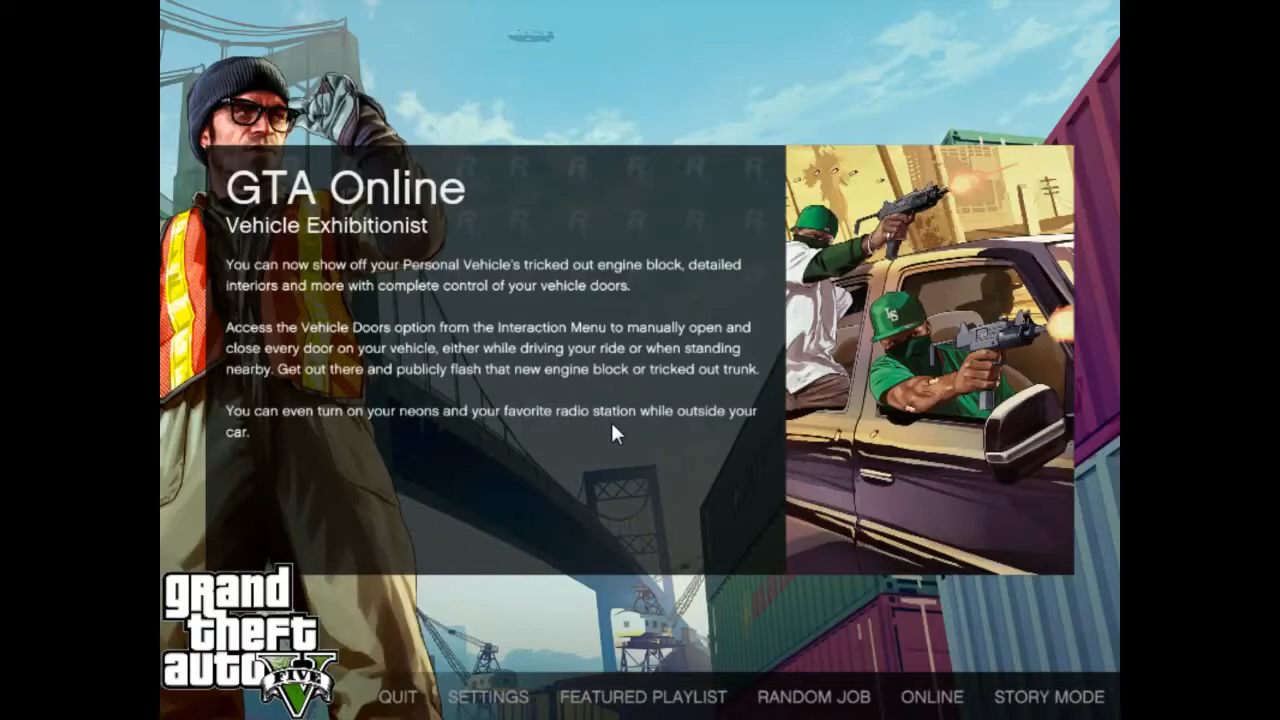 GTA Online
Vehicle Exhibitionist
You can now show off your Personal Vehicle's tricked out engine block, detailed
interiors and more with complete control of your vehicle doors.
Access the Vehicle Doors option from the Interaction Menu to manually open and
close every door on your vehicle, either while driving your ride or when standing
nearby. Get out there and publicly flash that new engine block or tricked out trunk.
You can even turn on your neons and your favorite radio station while outside your
car.
LS
grand
theft
auto
V
FIVE
QUIT SETTINGS FEATURED PLAYLIST RANDOM JOB ONLINE STORY MODE